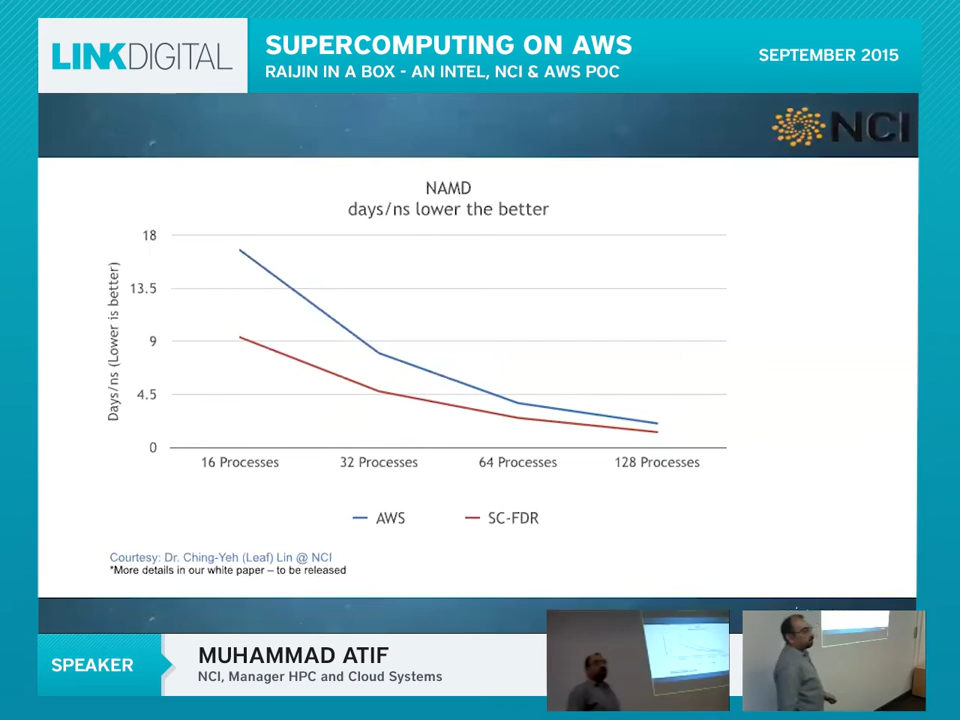 LINKDIGITAL
SUPERCOMPUTING ON AWS
RAIJIN IN A BOX - AN INTEL, NCI & AWS POC
SEPTEMBER 2015
NCI
NAMD
days/ns lower the better
Days/ns (Lower is better)
18
13.5
9
4.5
0
16 Processes
32 Processes
64 Processes
128 Processes
AWS
SC-FDR
Courtesy: Dr. Ching-Yeh (Leaf) Lin @ NCI
*More details in our white paper – to be released
SPEAKER
MUHAMMAD ATIF
NCI, Manager HPC and Cloud Systems